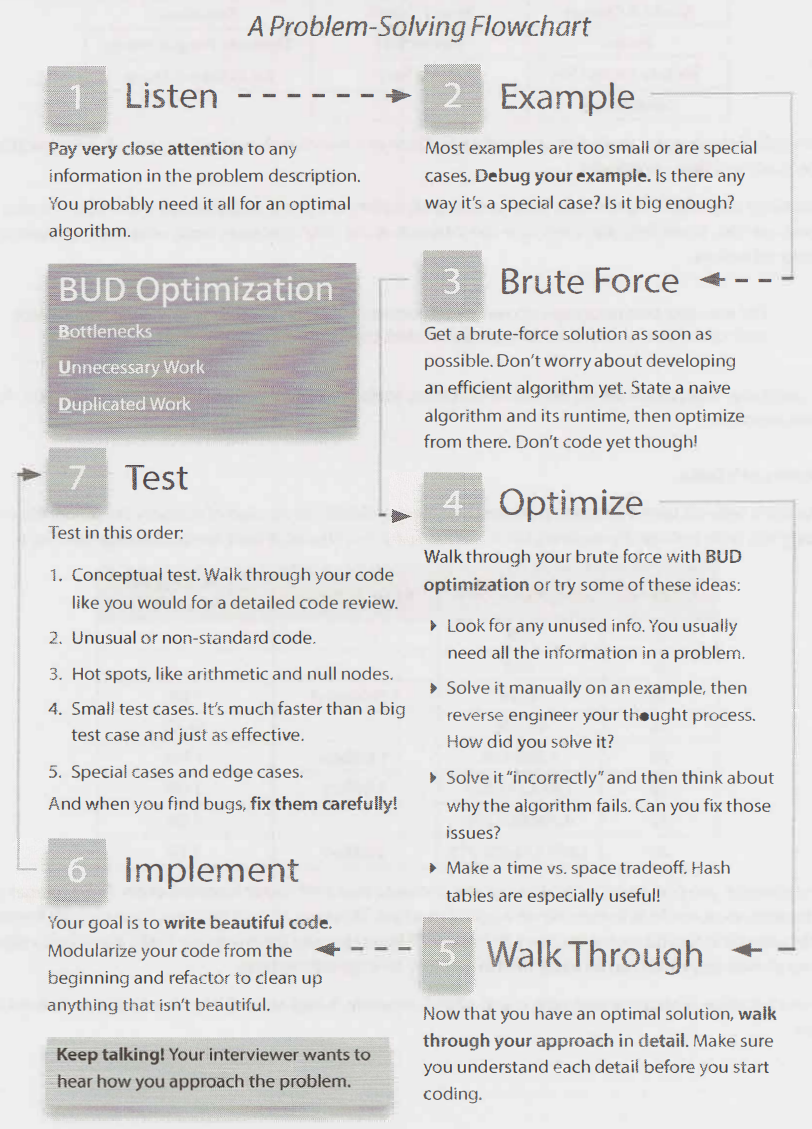 A Problem-Solving Flowchart
1 Listen
Pay very close attention to any
information in the problem description.
You probably need it all for an optimal
algorithm.
2 Example
Most examples are too small or are special
cases. Debug your example. Is there any
way it's a special case? Is it big enough?
BUD Optimization
Bottlenecks
Unnecessary Work
Duplicated Work
3 Brute Force
Get a brute-force solution as soon as
possible. Don't worry about developing
an efficient algorithm yet. State a naive
algorithm and its runtime, then optimize
from there. Don't code yet though!
4 Optimize
Walk through your brute force with BUD
optimization or try some of these ideas:
Look for any unused info. You usually
need all the information in a problem.
Solve it manually on an example, then
reverse engineer your thought process.
How did you solve it?
Solve it "incorrectly" and then think about
why the algorithm fails. Can you fix those
issues?
Make a time vs. space tradeoff. Hash
tables are especially useful!
5 Walk Through
Now that you have an optimal solution, walk
through your approach in detail. Make sure
you understand each detail before you start
coding.
6 Implement
Your goal is to write beautiful code.
Modularize your code from the
beginning and refactor to clean up
anything that isn't beautiful.
Keep talking! Your interviewer wants to
hear how you approach the problem.
7 Test
Test in this order:
1. Conceptual test. Walk through your code
like you would for a detailed code review.
2. Unusual or non-standard code.
3. Hot spots, like arithmetic and null nodes.
4. Small test cases. It's much faster than a big
test case and just as effective.
5. Special cases and edge cases.
And when you find bugs, fix them carefully!